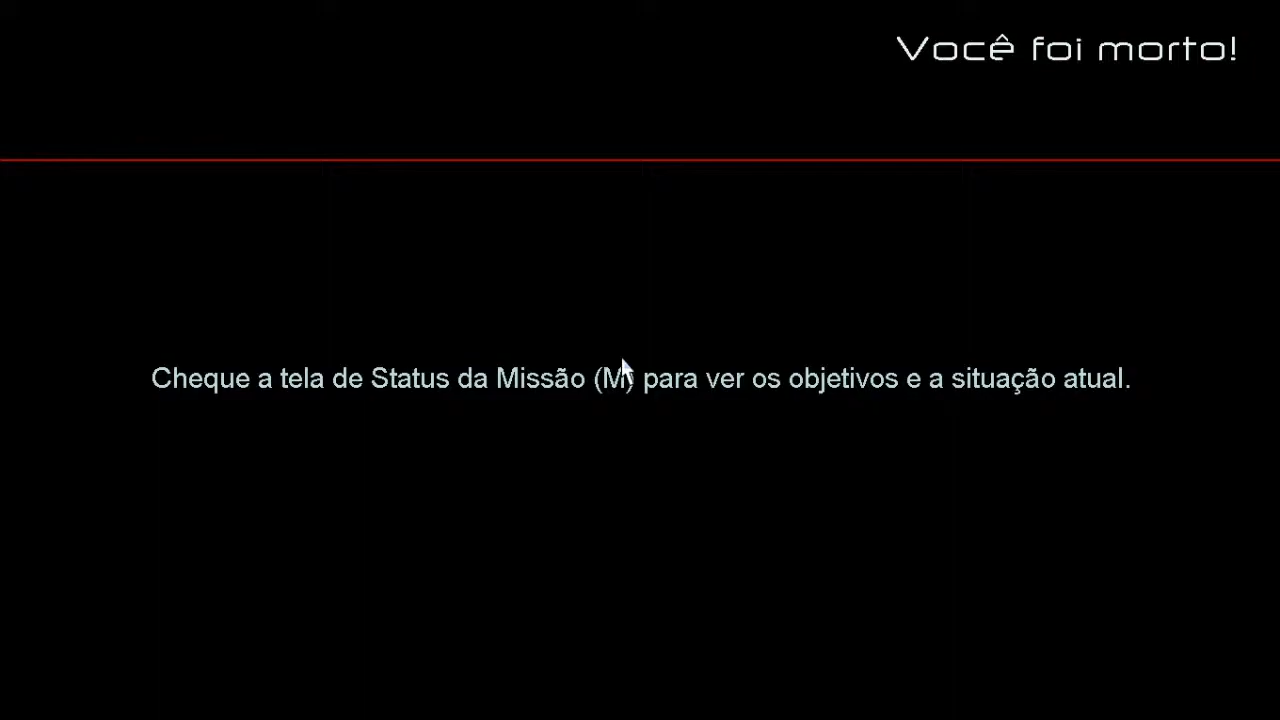 Você foi morto!
Cheque a tela de Status da Missão (M) para ver os objetivos e a situação atual.